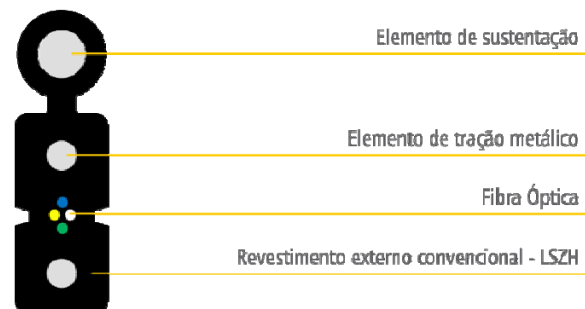 Elemento de sustentação
Elemento de tração metálico
Fibra Óptica
Revestimento externo convencional - LSZH